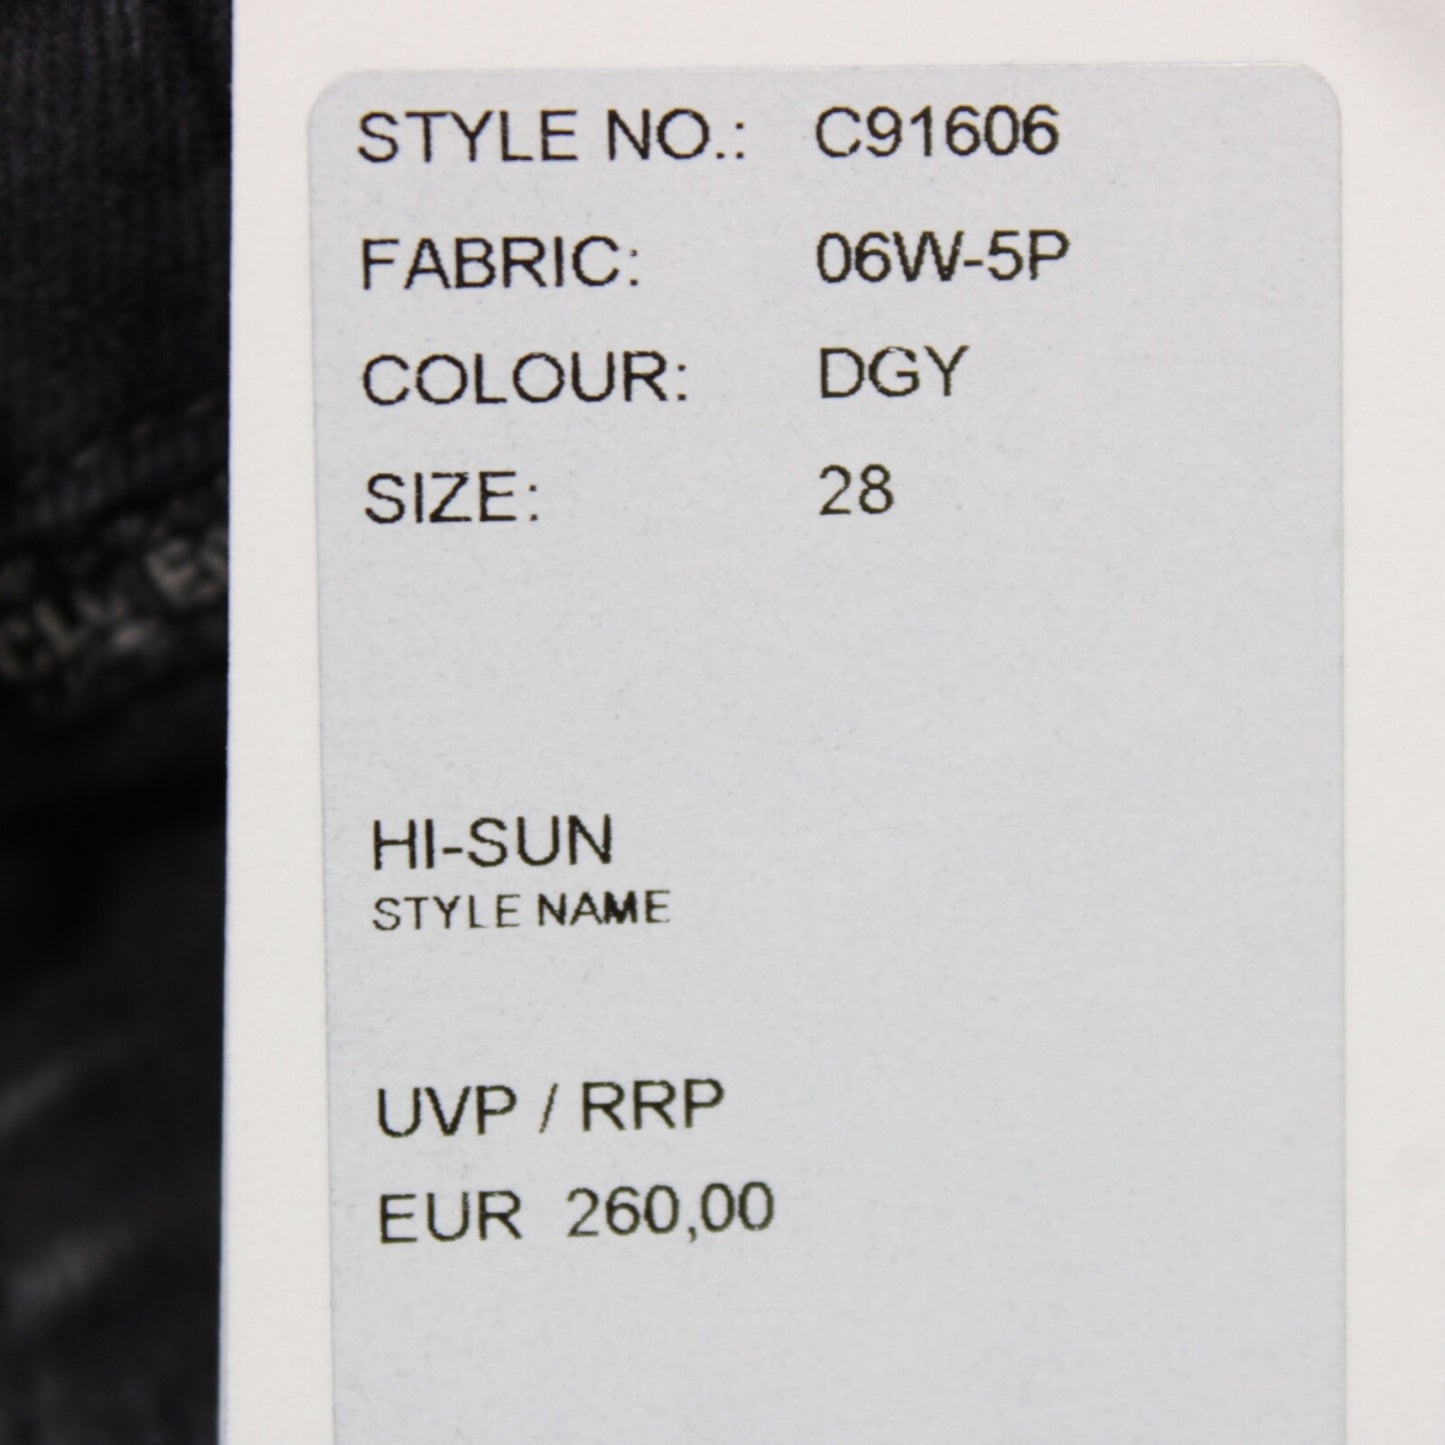 STYLE NO.: C91606
FABRIC: 06W-5P
COLOUR: DGY
SIZE: 28
HI-SUN
STYLE NAME
UVP / RRP
EUR 260,00